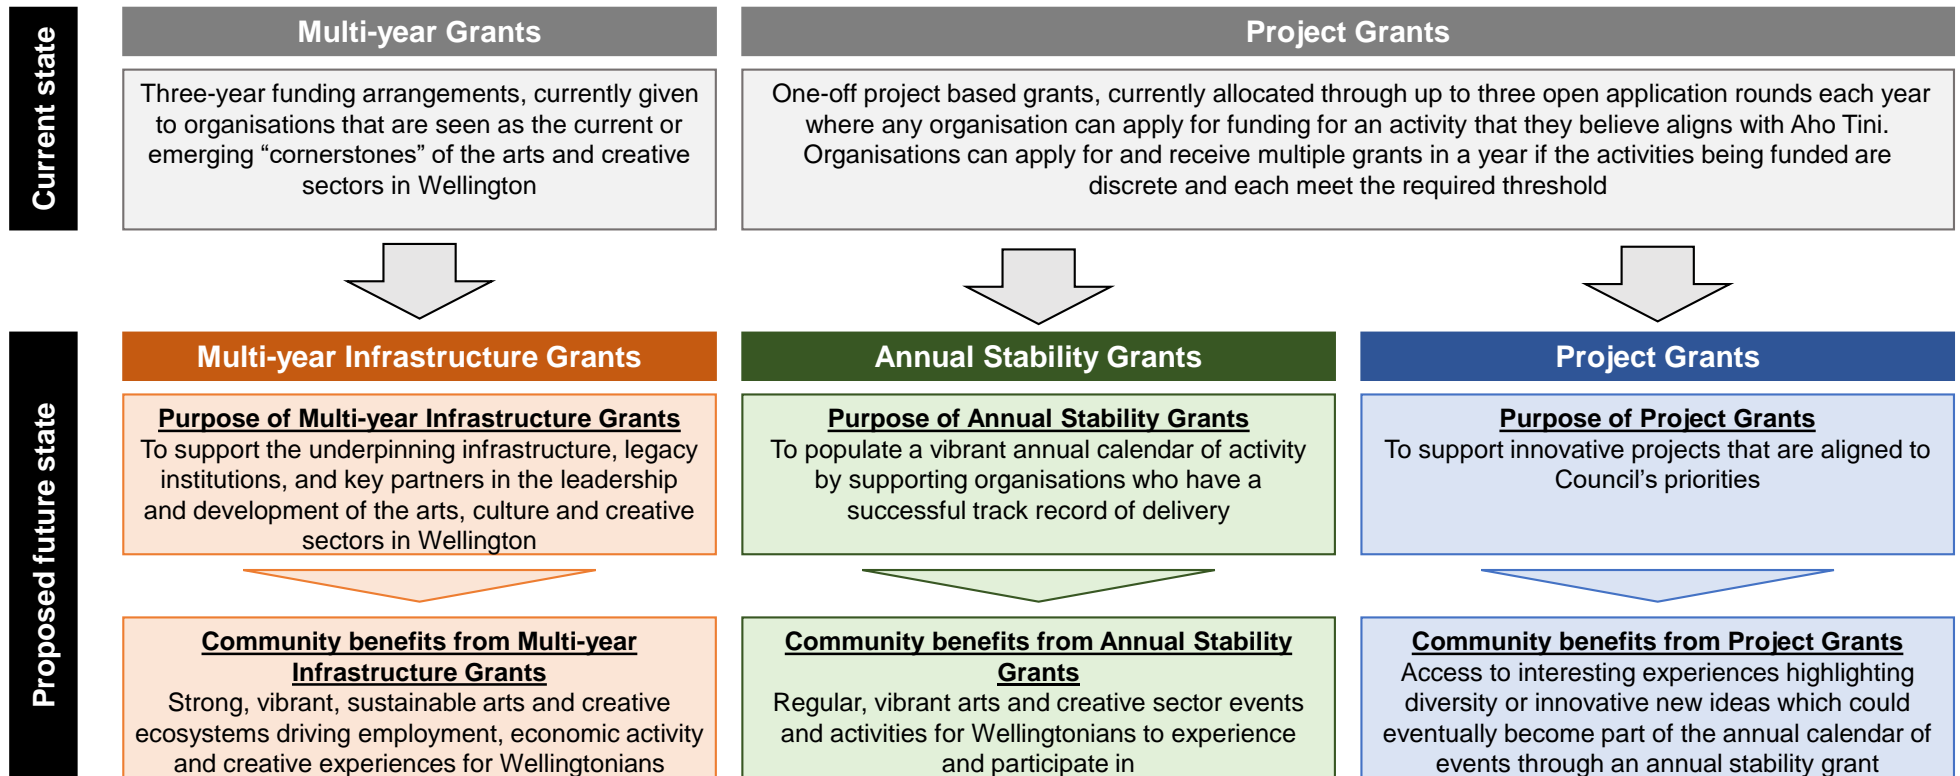 Current state
Multi-year Grants
Three-year funding arrangements, currently given
to organisations that are seen as the current or
emerging “cornerstones” of the arts and creative
sectors in Wellington
Project Grants
One-off project based grants, currently allocated through up to three open application rounds each year
where any organisation can apply for funding for an activity that they believe aligns with Aho Tini.
Organisations can apply for and receive multiple grants in a year if the activities being funded are
discrete and each meet the required threshold
Proposed future state
Multi-year Infrastructure Grants
Purpose of Multi-year Infrastructure Grants
To support the underpinning infrastructure, legacy
institutions, and key partners in the leadership
and development of the arts, culture and creative
sectors in Wellington
Community benefits from Multi-year
Infrastructure Grants
Strong, vibrant, sustainable arts and creative
ecosystems driving employment, economic activity
and creative experiences for Wellingtonians
Annual Stability Grants
Purpose of Annual Stability Grants
To populate a vibrant annual calendar of activity
by supporting organisations who have a
successful track record of delivery
Community benefits from Annual Stability
Grants
Regular, vibrant arts and creative sector events
and activities for Wellingtonians to experience
and participate in
Project Grants
Purpose of Project Grants
To support innovative projects that are aligned to
Council’s priorities
Community benefits from Project Grants
Access to interesting experiences highlighting
diversity or innovative new ideas which could
eventually become part of the annual calendar of
events through an annual stability grant